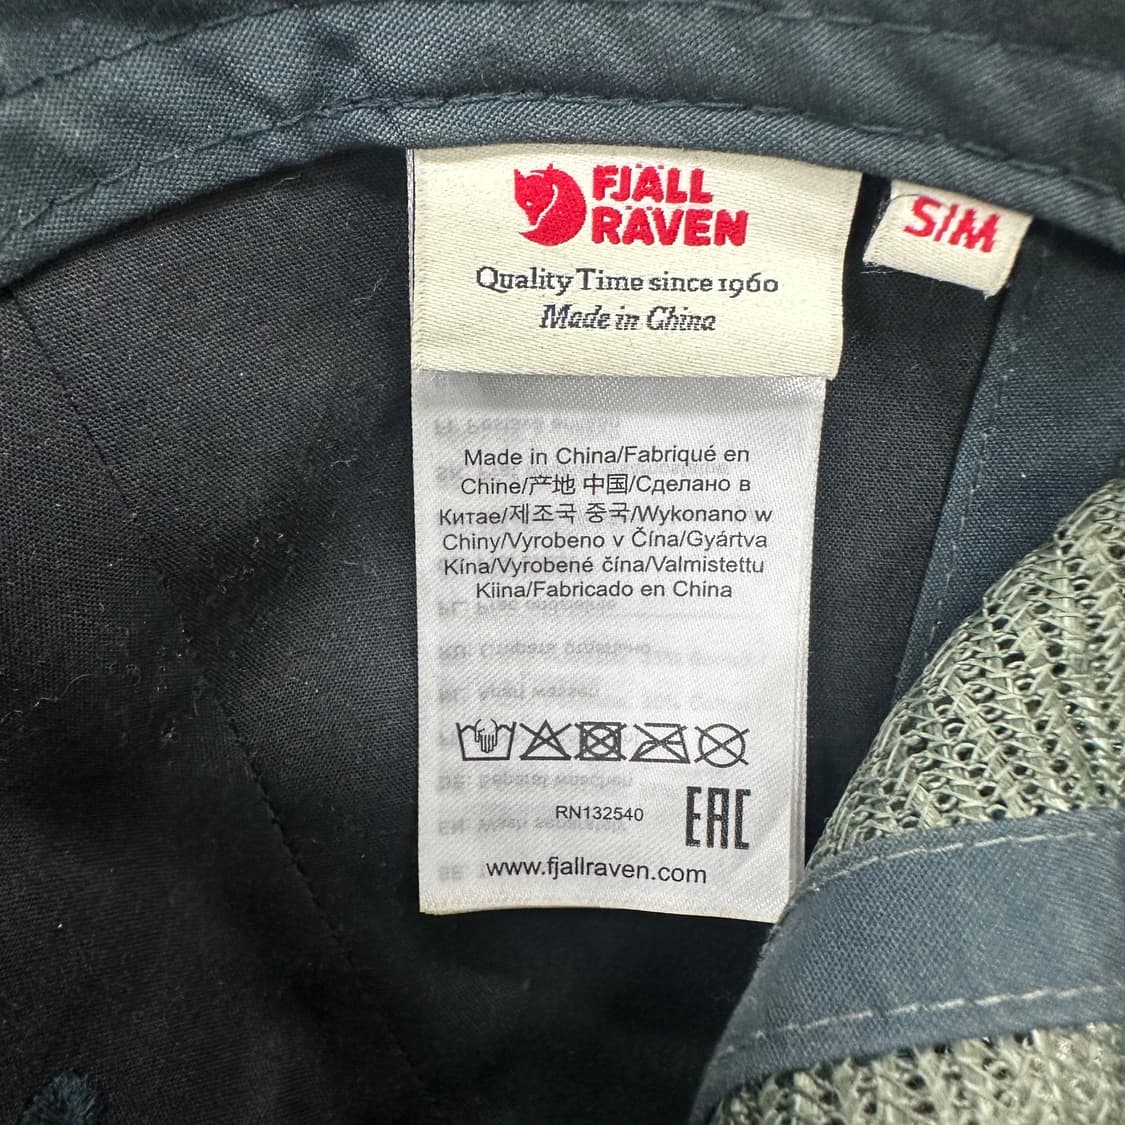 FJÄLL
RÄVEN
Quality Time since 1960
Made in China
S/M
Made in China/Fabriqué en
Chine/产地 中国/Сделано в
Китае/제조국 중국/Wykonano w
Chiny/Vyrobeno v Čína/Gyártva
Kína/Vyrobené čína/Valmistettu
Kiina/Fabricado en China
RN132540
EAC
www.fjallraven.com